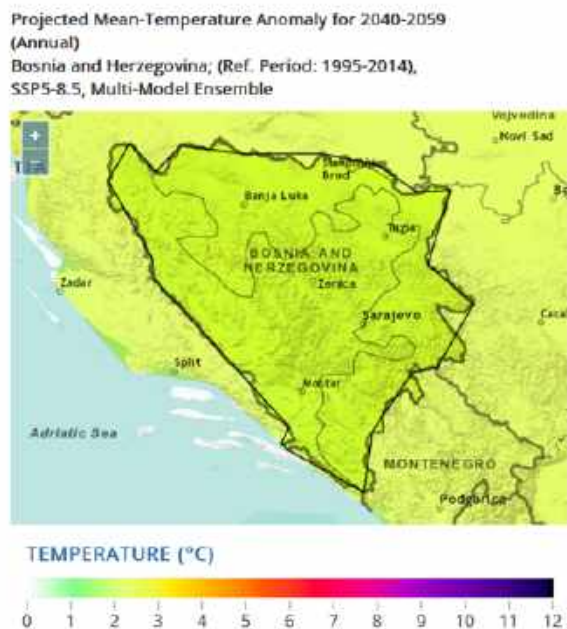 Projected Mean-Temperature Anomaly for 2040-2059
(Annual)
Bosnia and Herzegovina; (Ref. Period: 1995-2014),
SSP5-8.5, Multi-Model Ensemble
Vojvedina
Novi Sad
+
Brod
Banja Luka
Tuzla
BOSNIA AND
HERZEGOVINA
Zenica
Zadar
Sarajevo
Split
Mostar
Adriatic Sea
MONTENEGRO
Podgorica
TEMPERATURE (°C)
0 1 2 3 4 5 6 7 8 9 10 11 12